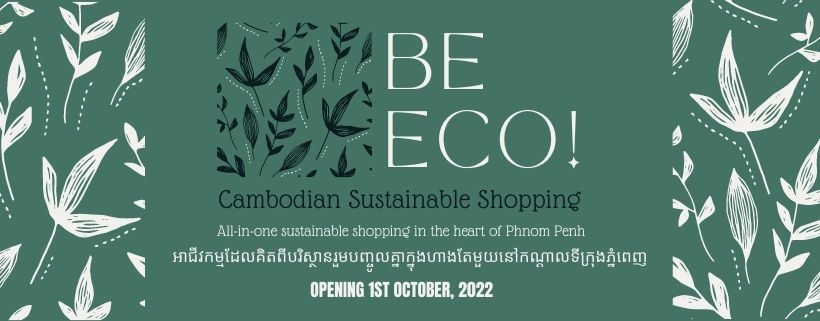 BE
ECO!
Cambodian Sustainable Shopping
All-in-one sustainable shopping in the heart of Phnom Penh
អាជីវកម្មដែលគិតពីបរិស្ថានរួមបញ្ចូលគ្នាក្នុងហាងតែមួយនៅកណ្តាលទីក្រុងភ្នំពេញ
OPENING 1ST OCTOBER, 2022